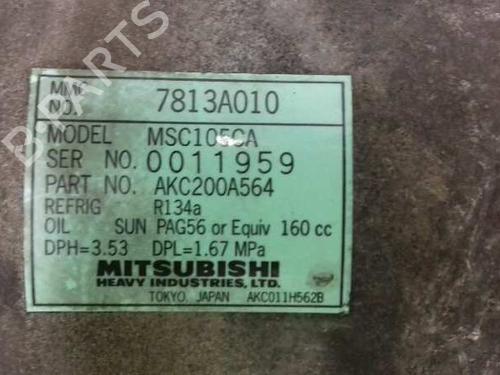 B-PARTS
MMC NO. 7813A010
MODEL MSC105CA
SER NO. 0011959
PART NO. AKC200A564
REFRIG R134a
OIL SUN PAG56 or Equiv 160 cc
DPH=3.53 DPL=1.67 MPa
MITSUBISHI
HEAVY INDUSTRIES, LTD.
TOKYO, JAPAN AKC011H562B